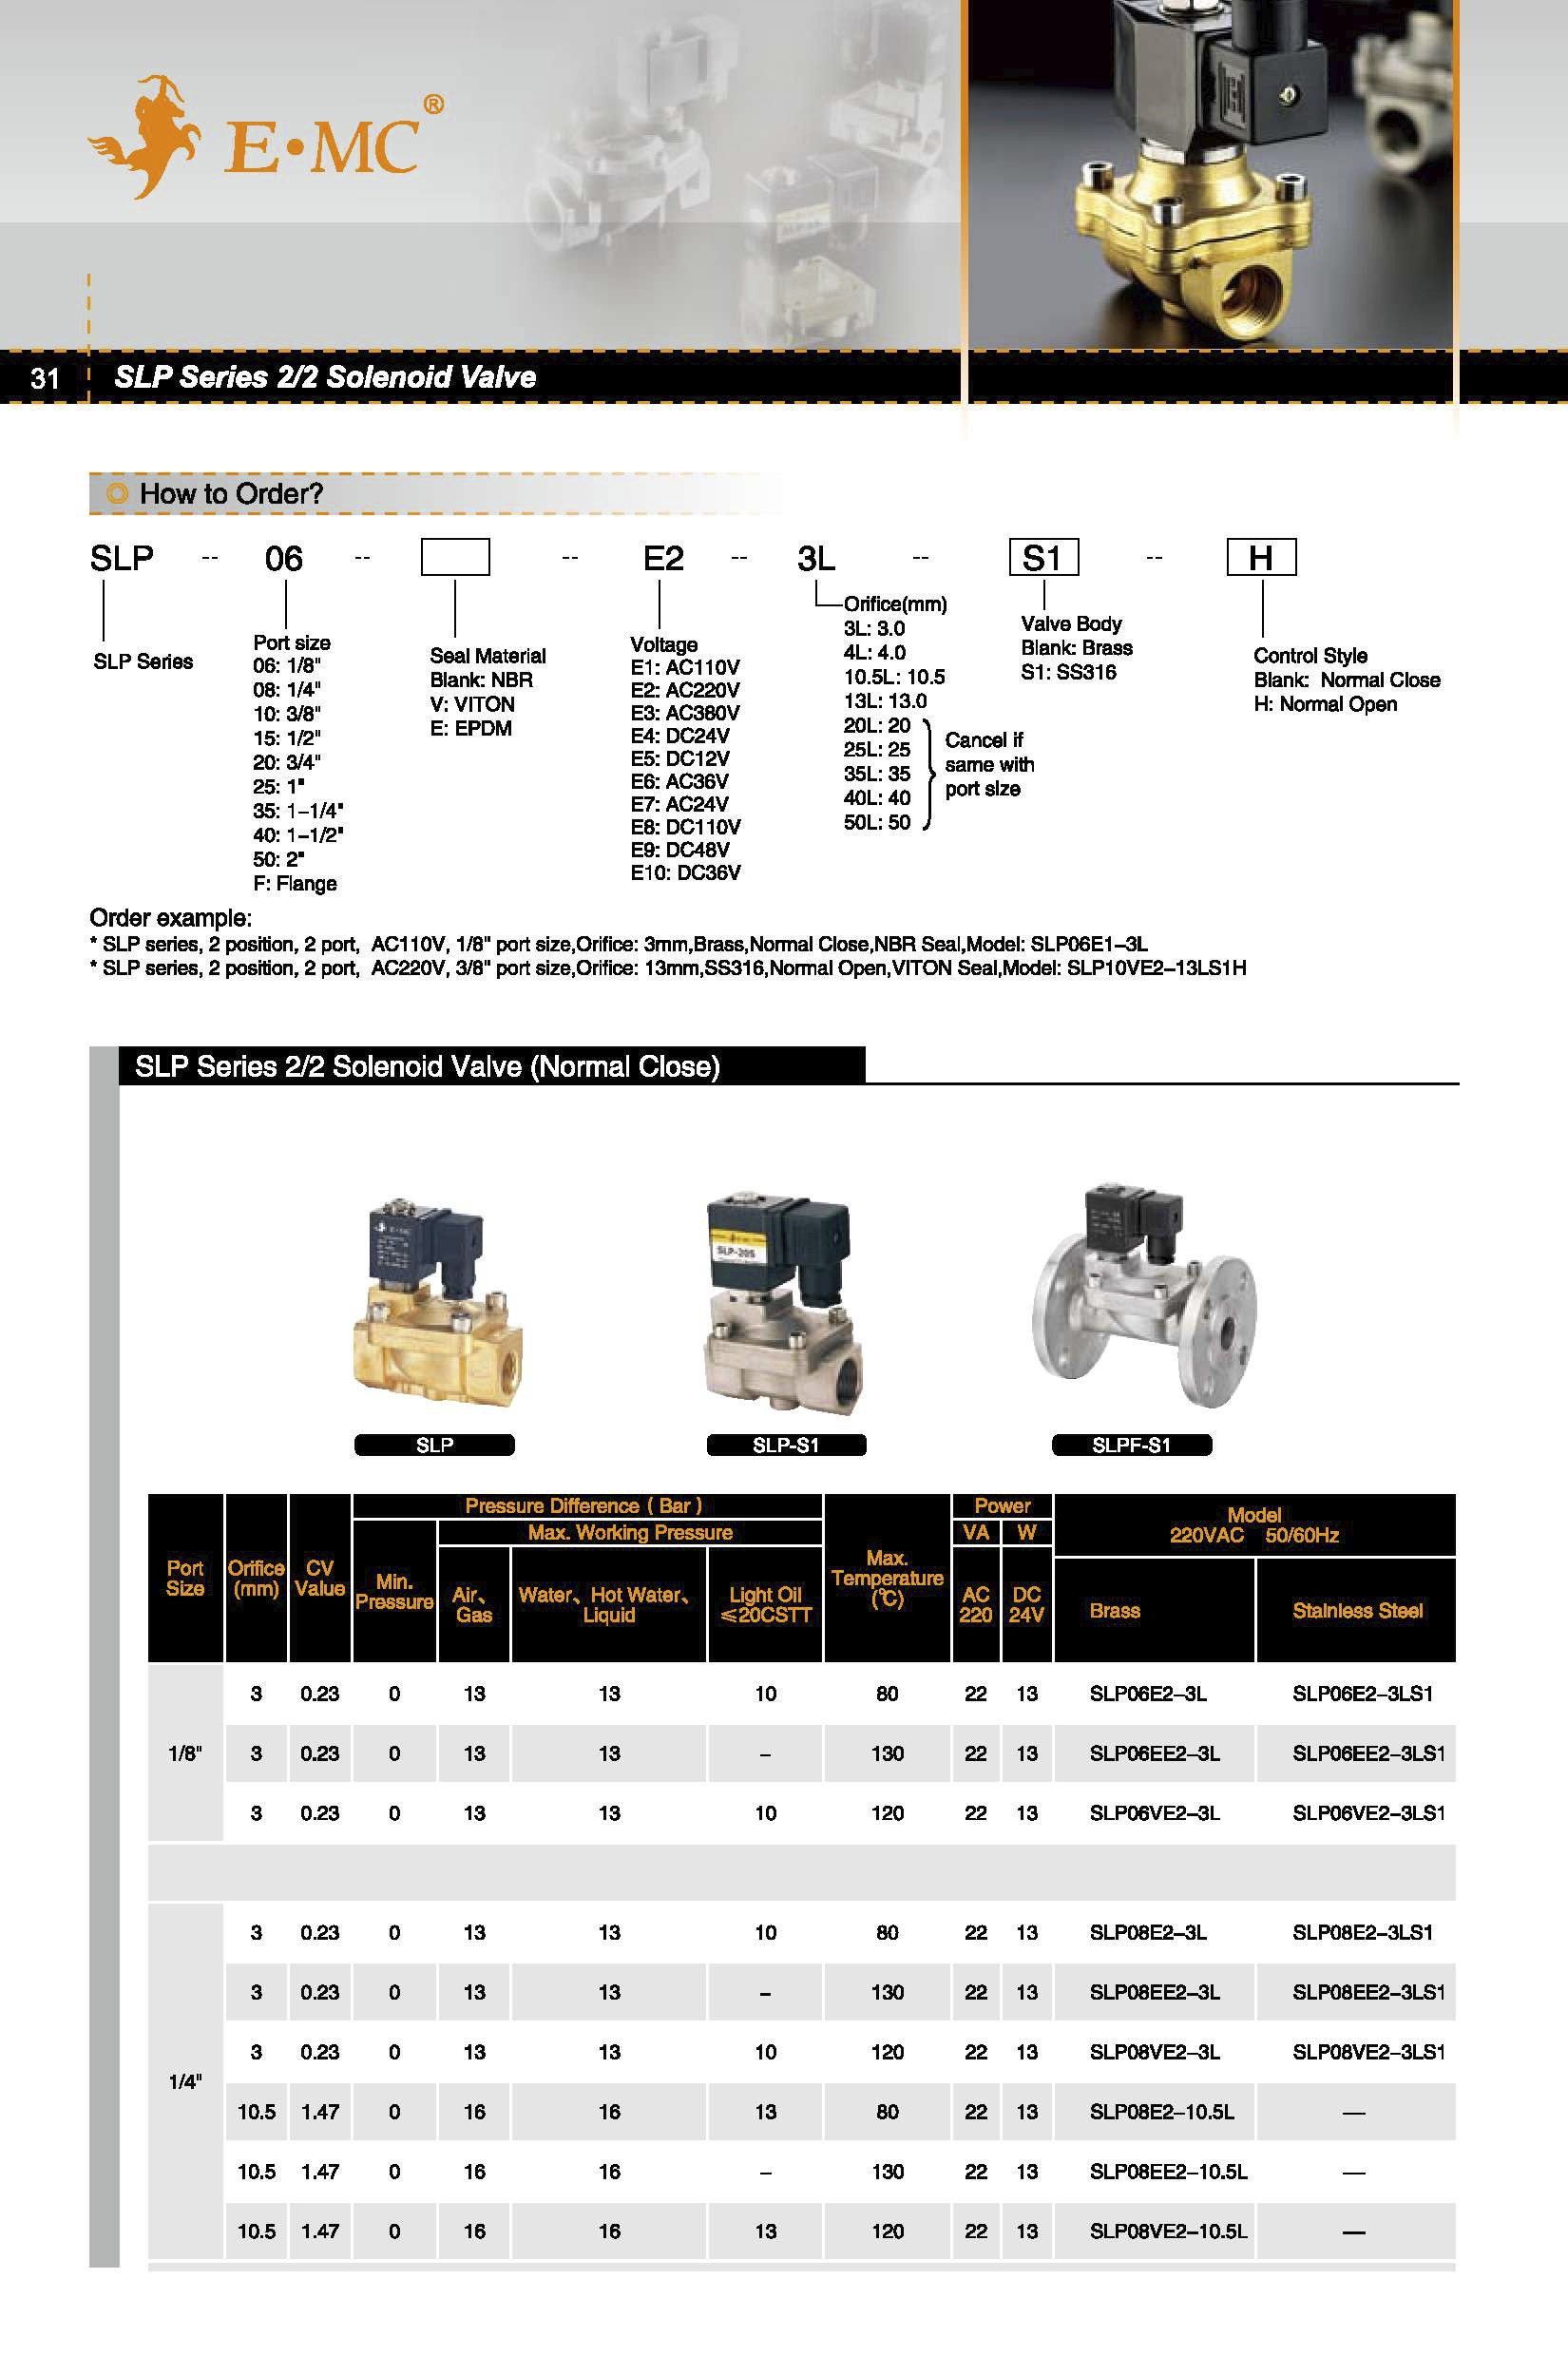 E•MC®
31 SLP Series 2/2 Solenoid Valve
How to Order?
SLP -- 06 -- -- E2 -- 3L -- S1 -- H
SLP Series
Port size
06: 1/8"
08: 1/4"
10: 3/8"
15: 1/2"
20: 3/4"
25: 1"
35: 1-1/4"
40: 1-1/2"
50: 2"
F: Flange
Seal Material
Blank: NBR
V: VITON
E: EPDM
Voltage
E1: AC110V
E2: AC220V
E3: AC380V
E4: DC24V
E5: DC12V
E6: AC36V
E7: AC24V
E8: DC110V
E9: DC48V
E10: DC36V
Orifice(mm)
3L: 3.0
4L: 4.0
10.5L: 10.5
13L: 13.0
20L: 20
25L: 25
35L: 35
40L: 40
50L: 50
Cancel if
same with
port size
Valve Body
Blank: Brass
S1: SS316
Control Style
Blank: Normal Close
H: Normal Open
Order example:
* SLP series, 2 position, 2 port, AC110V, 1/8" port size,Orifice: 3mm,Brass,Normal Close,NBR Seal,Model: SLP06E1-3L
* SLP series, 2 position, 2 port, AC220V, 3/8" port size,Orifice: 13mm,SS316,Normal Open,VITON Seal,Model: SLP10VE2-13LS1H
SLP Series 2/2 Solenoid Valve (Normal Close)
E•MC
SLP-20S
SLP
SLP-S1
SLPF-S1
Port
Size
Orifice
(mm)
CV
Value
Pressure Difference ( Bar )
Min.
Pressure
Max. Working Pressure
Air、
Gas
Water、Hot Water、
Liquid
Light Oil
≤20CSTT
Max.
Temperature
(℃)
Power
VA W
AC
220
DC
24V
Model
220VAC 50/60Hz
Brass
Stainless Steel
3 0.23 0 13 13 10 80 22 13 SLP06E2-3L SLP06E2-3LS1
1/8" 3 0.23 0 13 13 – 130 22 13 SLP06EE2-3L SLP06EE2-3LS1
3 0.23 0 13 13 10 120 22 13 SLP06VE2-3L SLP06VE2-3LS1
3 0.23 0 13 13 10 80 22 13 SLP08E2-3L SLP08E2-3LS1
3 0.23 0 13 13 – 130 22 13 SLP08EE2-3L SLP08EE2-3LS1
3 0.23 0 13 13 10 120 22 13 SLP08VE2-3L SLP08VE2-3LS1
1/4"
10.5 1.47 0 16 16 13 80 22 13 SLP08E2-10.5L —
10.5 1.47 0 16 16 – 130 22 13 SLP08EE2-10.5L —
10.5 1.47 0 16 16 13 120 22 13 SLP08VE2-10.5L —